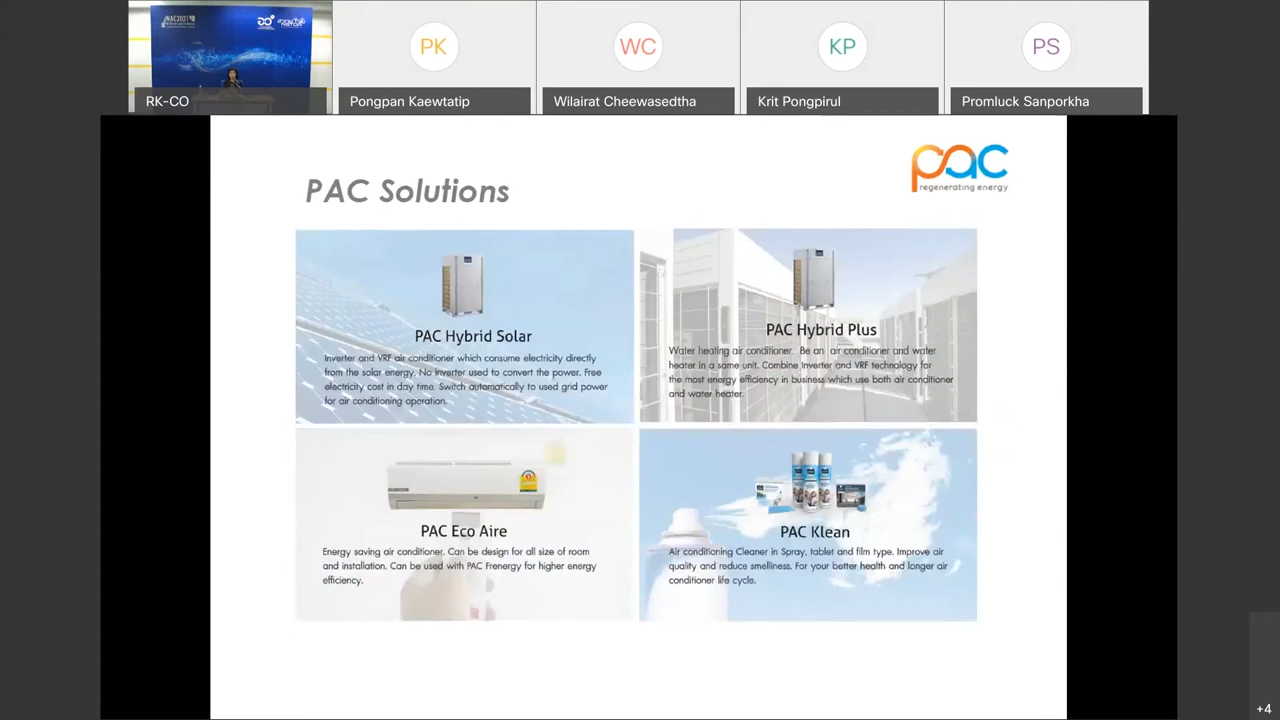 NAC2021
RK-CO
PK
Pongpan Kaewtatip
WC
Wilairat Cheewasedtha
KP
Krit Pongpirul
PS
Promluck Sanporkha
PAC Solutions
pac
regenerating energy
PAC Hybrid Solar
Inverter and VRF air conditioner which consume electricity directly
from the solar energy. No inverter used to convert the power. Free
electricity cost in day time. Switch automatically to used grid power
for air conditioning operation.
PAC Hybrid Plus
Water heating air conditioner. Be an air conditioner and water
heater in a same unit. Combine Inverter and VRF technology for
the most energy efficiency in business which use both air conditioner
and water heater.
PAC Eco Aire
Energy saving air conditioner. Can be design for all size of room
and installation. Can be used with PAC Frenergy for higher energy
efficiency.
PAC Klean
Air conditioning Cleaner in Spray, tablet and film type. Improve air
quality and reduce smelliness. For your better health and longer air
conditioner life cycle.
+4